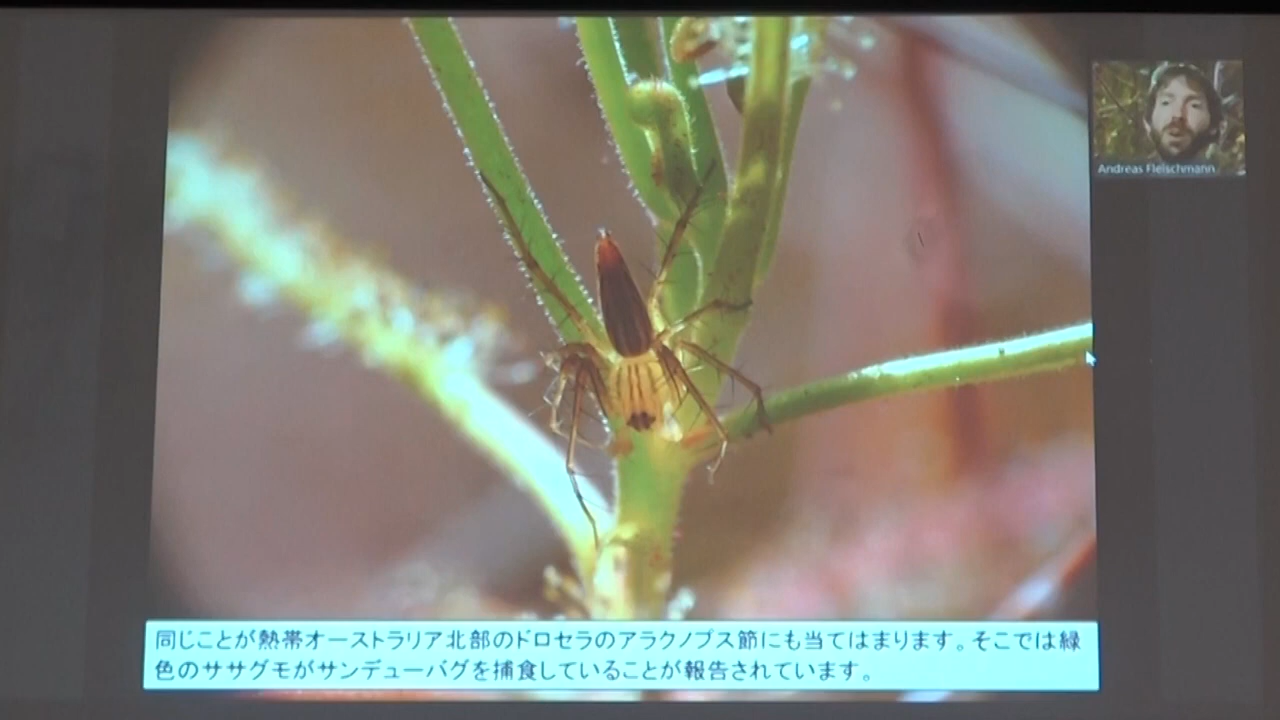 Andreas Fleischmann
同じことが熱帯オーストラリア北部のドロセラのアラクノプス節にも当てはまります。そこでは緑
色のササグモがサンデューバグを捕食していることが報告されています。